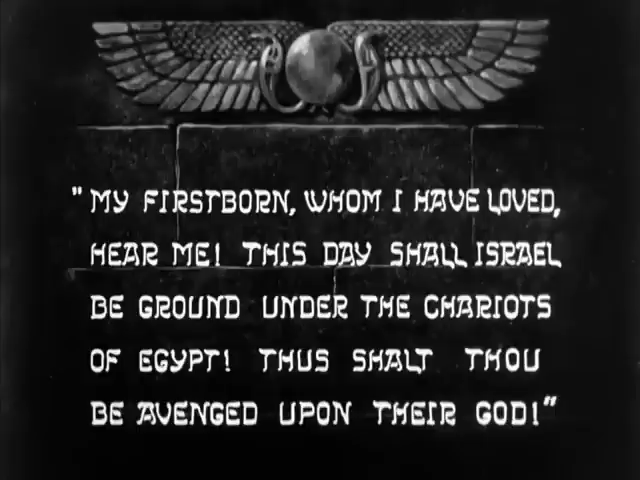 "MY FIRSTBORN, WHOM I HAVE LOVED,
HEAR ME! THIS DAY SHALL ISRAEL
BE GROUND UNDER THE CHARIOTS
OF EGYPT! THUS SHALT THOU
BE AVENGED UPON THEIR GOD!"